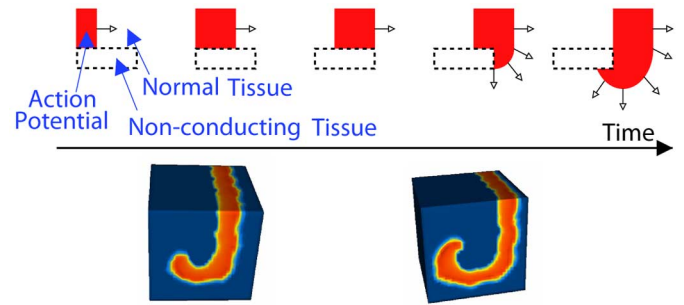 Normal Tissue
Action
Potential
Non-conducting Tissue
Time